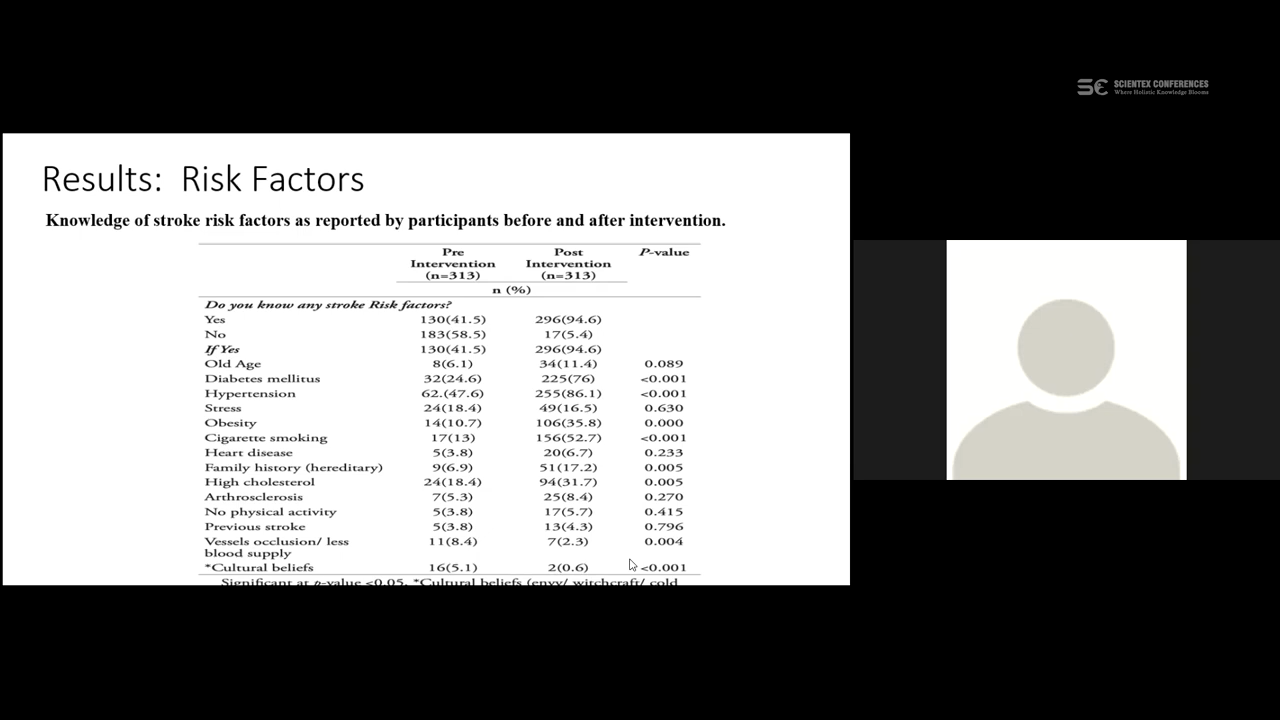 SCIENTEX CONFERENCES
Where Holistic Knowledge Blooms
Results: Risk Factors
Knowledge of stroke risk factors as reported by participants before and after intervention.
Pre Post P-value
Intervention Intervention
(n=313) (n=313)
n (%)
Do you know any stroke Risk factors?
Yes 130(41.5) 296(94.6)
No 183(58.5) 17(5.4)
If Yes 130(41.5) 296(94.6)
Old Age 8(6.1) 34(11.4) 0.089
Diabetes mellitus 32(24.6) 225(76) <0.001
Hypertension 62.(47.6) 255(86.1) <0.001
Stress 24(18.4) 49(16.5) 0.630
Obesity 14(10.7) 106(35.8) 0.000
Cigarette smoking 17(13) 156(52.7) <0.001
Heart disease 5(3.8) 20(6.7) 0.233
Family history (hereditary) 9(6.9) 51(17.2) 0.005
High cholesterol 24(18.4) 94(31.7) 0.005
Arthrosclerosis 7(5.3) 25(8.4) 0.270
No physical activity 5(3.8) 17(5.7) 0.415
Previous stroke 5(3.8) 13(4.3) 0.796
Vessels occlusion/ less 11(8.4) 7(2.3) 0.004
blood supply
*Cultural beliefs 16(5.1) 2(0.6) <0.001
Significant at p-value <0.05. *Cultural beliefs (envy/ witchcraft/ cold